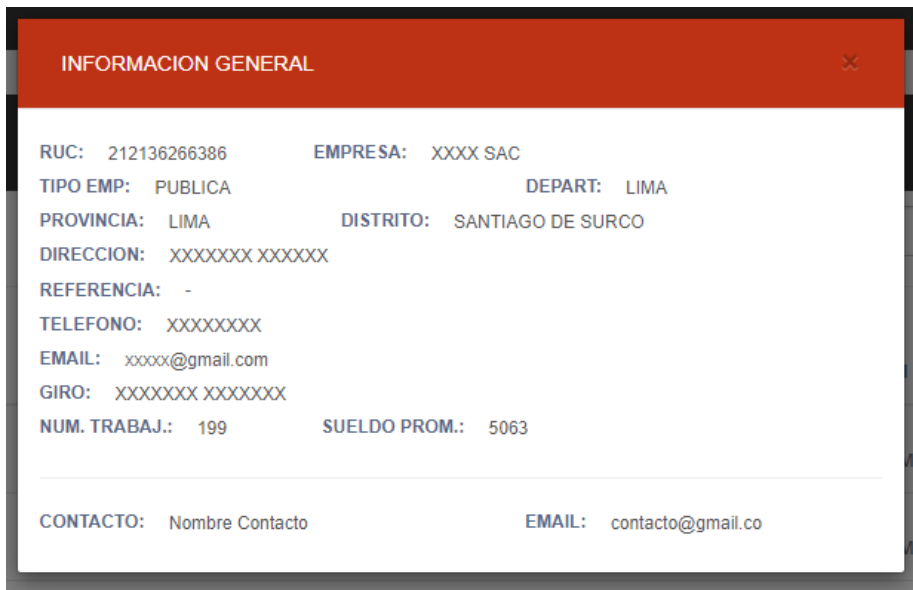 INFORMACION GENERAL ×
RUC: 212136266386 EMPRESA: XXXX SAC
TIPO EMP: PUBLICA DEPART: LIMA
PROVINCIA: LIMA DISTRITO: SANTIAGO DE SURCO
DIRECCION: XXXXXXX XXXXXX
REFERENCIA: -
TELEFONO: XXXXXXXX
EMAIL: xxxxx@gmail.com
GIRO: XXXXXXX XXXXXXX
NUM. TRABAJ.: 199 SUELDO PROM.: 5063
CONTACTO: Nombre Contacto EMAIL: contacto@gmail.co